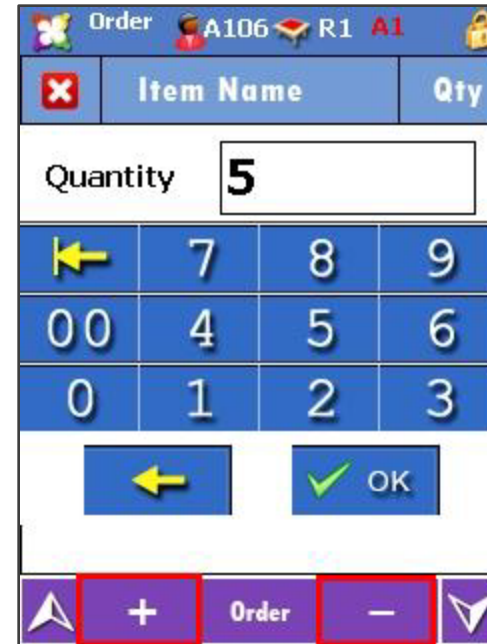 Order A106 R1 A1
Item Name Qty
Quantity 5
7 8 9
00 4 5 6
0 1 2 3
OK
+ Order −